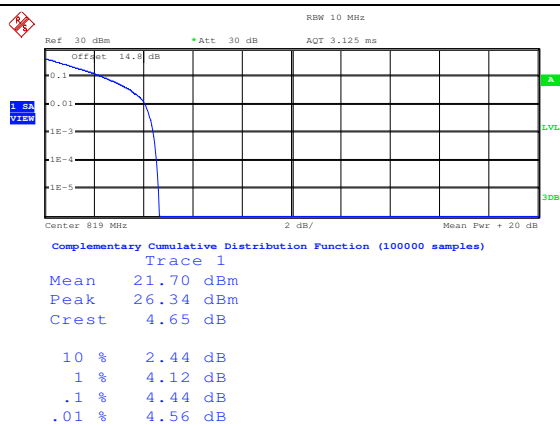 RBW 10 MHz
Ref 30 dBm *Att 30 dB AQT 3.125 ms
Offset 14.8 dB
0.1
A
0.01
1 SA
VIEW
1E-3
LVL
1E-4
1E-5
3DB
Center 819 MHz 2 dB/ Mean Pwr + 20 dB
Complementary Cumulative Distribution Function (100000 samples)
Trace 1
Mean 21.70 dBm
Peak 26.34 dBm
Crest 4.65 dB
10 % 2.44 dB
1 % 4.12 dB
.1 % 4.44 dB
.01 % 4.56 dB